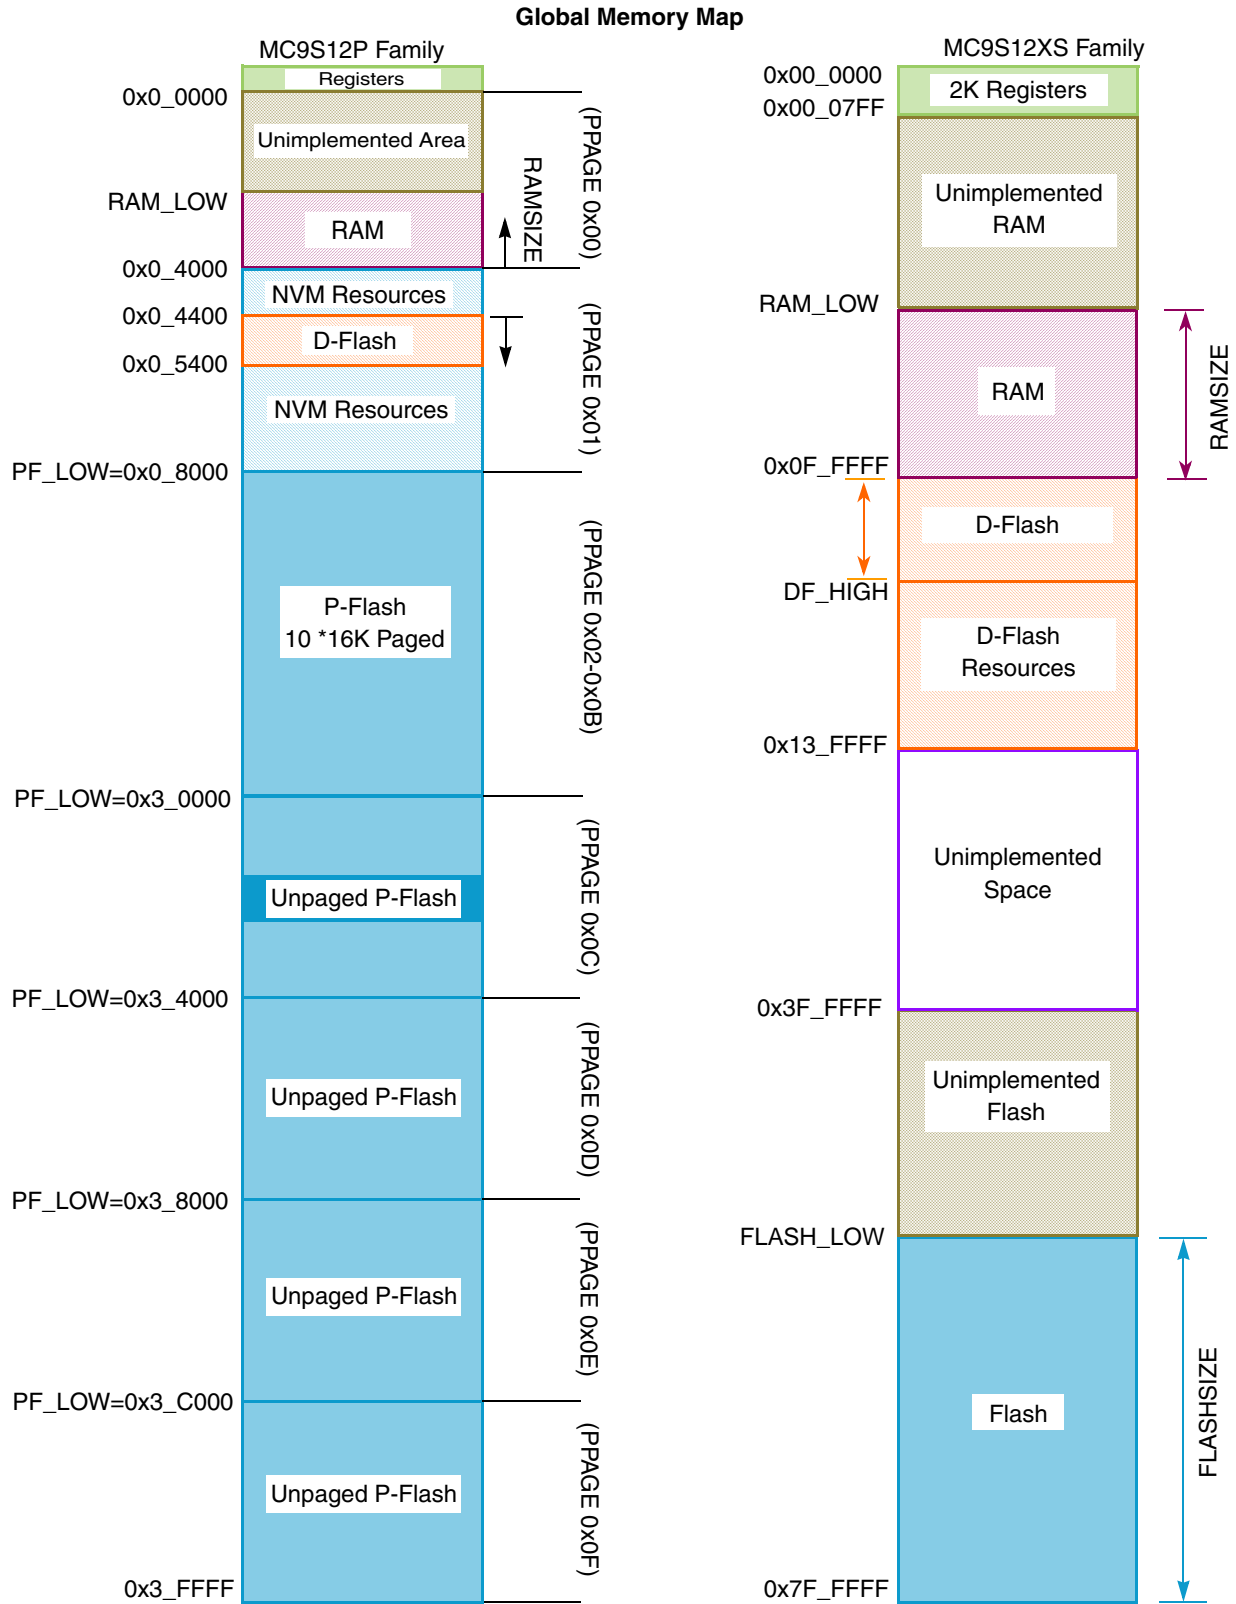 Global Memory Map
MC9S12P Family
Registers
0x0_0000
Unimplemented Area
(PPAGE 0x00)
RAM_LOW
RAM
RAMSIZE
0x0_4000
NVM Resources
0x0_4400
D-Flash
0x0_5400
(PPAGE 0x01)
NVM Resources
PF_LOW=0x0_8000
P-Flash
10 *16K Paged
(PPAGE 0x02-0x0B)
PF_LOW=0x3_0000
Unpaged P-Flash
(PPAGE 0x0C)
PF_LOW=0x3_4000
Unpaged P-Flash
(PPAGE 0x0D)
PF_LOW=0x3_8000
Unpaged P-Flash
(PPAGE 0x0E)
PF_LOW=0x3_C000
Unpaged P-Flash
(PPAGE 0x0F)
0x3_FFFF
MC9S12XS Family
0x00_0000
2K Registers
0x00_07FF
Unimplemented
RAM
RAM_LOW
RAM
RAMSIZE
0x0F_FFFF
D-Flash
DF_HIGH
D-Flash
Resources
0x13_FFFF
Unimplemented
Space
0x3F_FFFF
Unimplemented
Flash
FLASH_LOW
Flash
FLASHSIZE
0x7F_FFFF